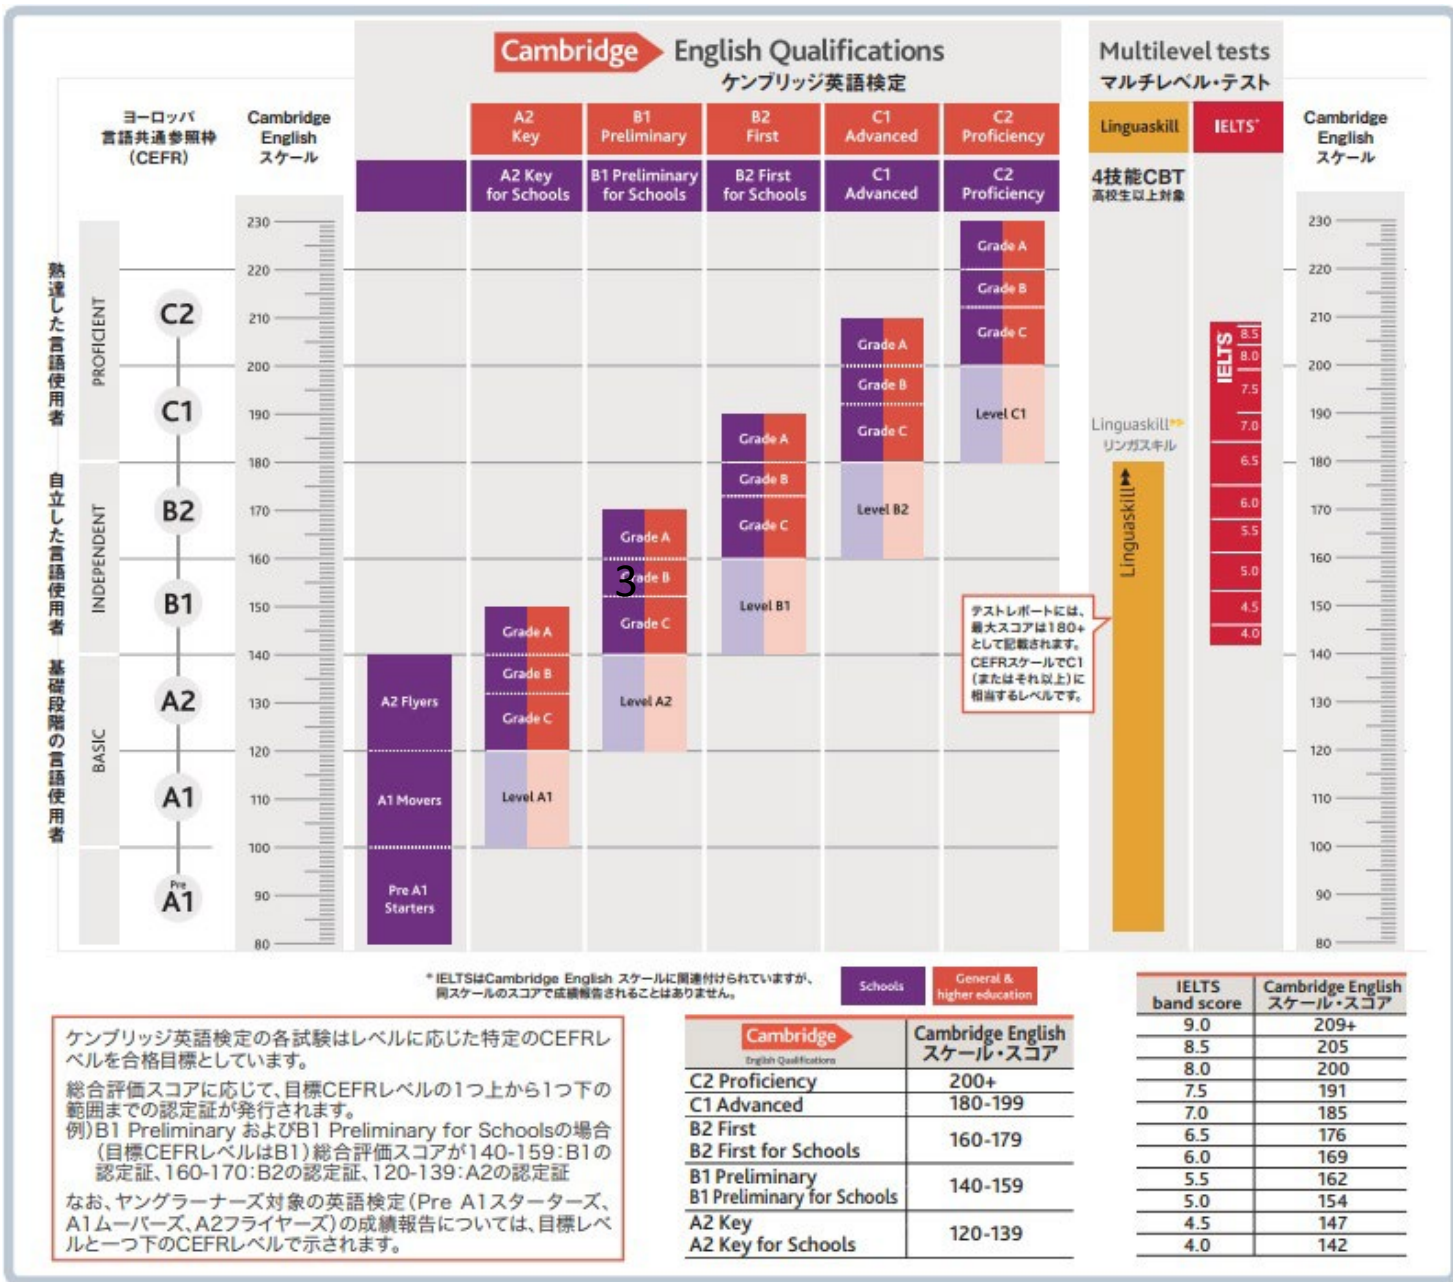 Cambridge English Qualifications
ケンブリッジ英語検定
Multilevel tests
マルチレベル・テスト
ヨーロッパ
言語共通参照枠
(CEFR)
Cambridge
English
スケール
A2
Key
B1
Preliminary
B2
First
C1
Advanced
C2
Proficiency
Linguaskill
IELTS*
Cambridge
English
スケール
A2 Key
for Schools
B1 Preliminary
for Schools
B2 First
for Schools
C1
Advanced
C2
Proficiency
4技能CBT
高校生以上対象
熟達した言語使用者
自立した言語使用者
基礎段階の言語使用者
PROFICIENT
INDEPENDENT
BASIC
C2
C1
B2
B1
A2
A1
Pre
A1
230
220
210
200
190
180
170
160
150
140
130
120
110
100
90
80
A2 Flyers
A1 Movers
Pre A1
Starters
Grade A
Grade B
Grade C
Level A1
Grade A
3
Grade B
Grade C
Level A2
Grade A
Grade B
Grade C
Level B1
Grade A
Grade B
Grade C
Level B2
Grade A
Grade B
Grade C
Level C1
Linguaskill
リンガスキル
Linguaskill
テストレポートには、
最大スコアは180+
として記載されます。
CEFRスケールでC1
(またはそれ以上)に
相当するレベルです。
IELTS
8.5
8.0
7.5
7.0
6.5
6.0
5.5
5.0
4.5
4.0
230
220
210
200
190
180
170
160
150
140
130
120
110
100
90
80
* IELTSはCambridge English スケールに関連付けられていますが、
同スケールのスコアで成績報告されることはありません。
Schools
General &
higher education
ケンブリッジ英語検定の各試験はレベルに応じた特定のCEFRレ
ベルを合格目標としています。
総合評価スコアに応じて、目標CEFRレベルの1つ上から1つ下の
範囲までの認定証が発行されます。
例)B1 Preliminary およびB1 Preliminary for Schoolsの場合
(目標CEFRレベルはB1)総合評価スコアが140-159:B1の
認定証、160-170:B2の認定証、120-139:A2の認定証
なお、ヤングラーナーズ対象の英語検定(Pre A1スターターズ、
A1ムーバーズ、A2フライヤーズ)の成績報告については、目標レベ
ルと一つ下のCEFRレベルで示されます。
Cambridge
English Qualifications
Cambridge English
スケール・スコア
C2 Proficiency 200+
C1 Advanced 180-199
B2 First
B2 First for Schools
160-179
B1 Preliminary
B1 Preliminary for Schools
140-159
A2 Key
A2 Key for Schools
120-139
IELTS
band score
Cambridge English
スケール・スコア
9.0 209+
8.5 205
8.0 200
7.5 191
7.0 185
6.5 176
6.0 169
5.5 162
5.0 154
4.5 147
4.0 142